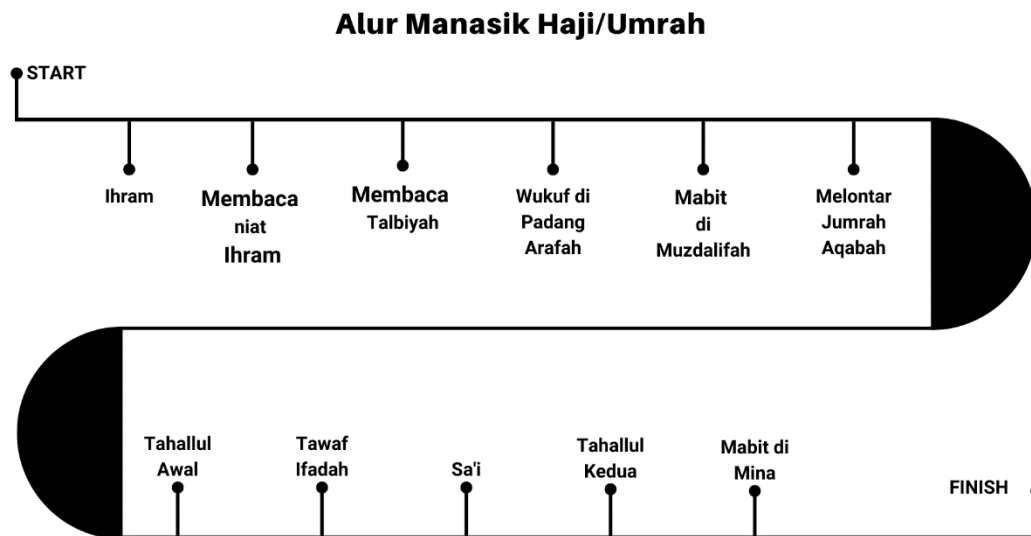 Alur Manasik Haji/Umrah
START
Ihram
Membaca
niat
Ihram
Membaca
Talbiyah
Wukuf di
Padang
Arafah
Mabit
di
Muzdalifah
Melontar
Jumrah
Aqabah
Tahallul
Awal
Tawaf
Ifadah
Sa'i
Tahallul
Kedua
Mabit di
Mina
FINISH